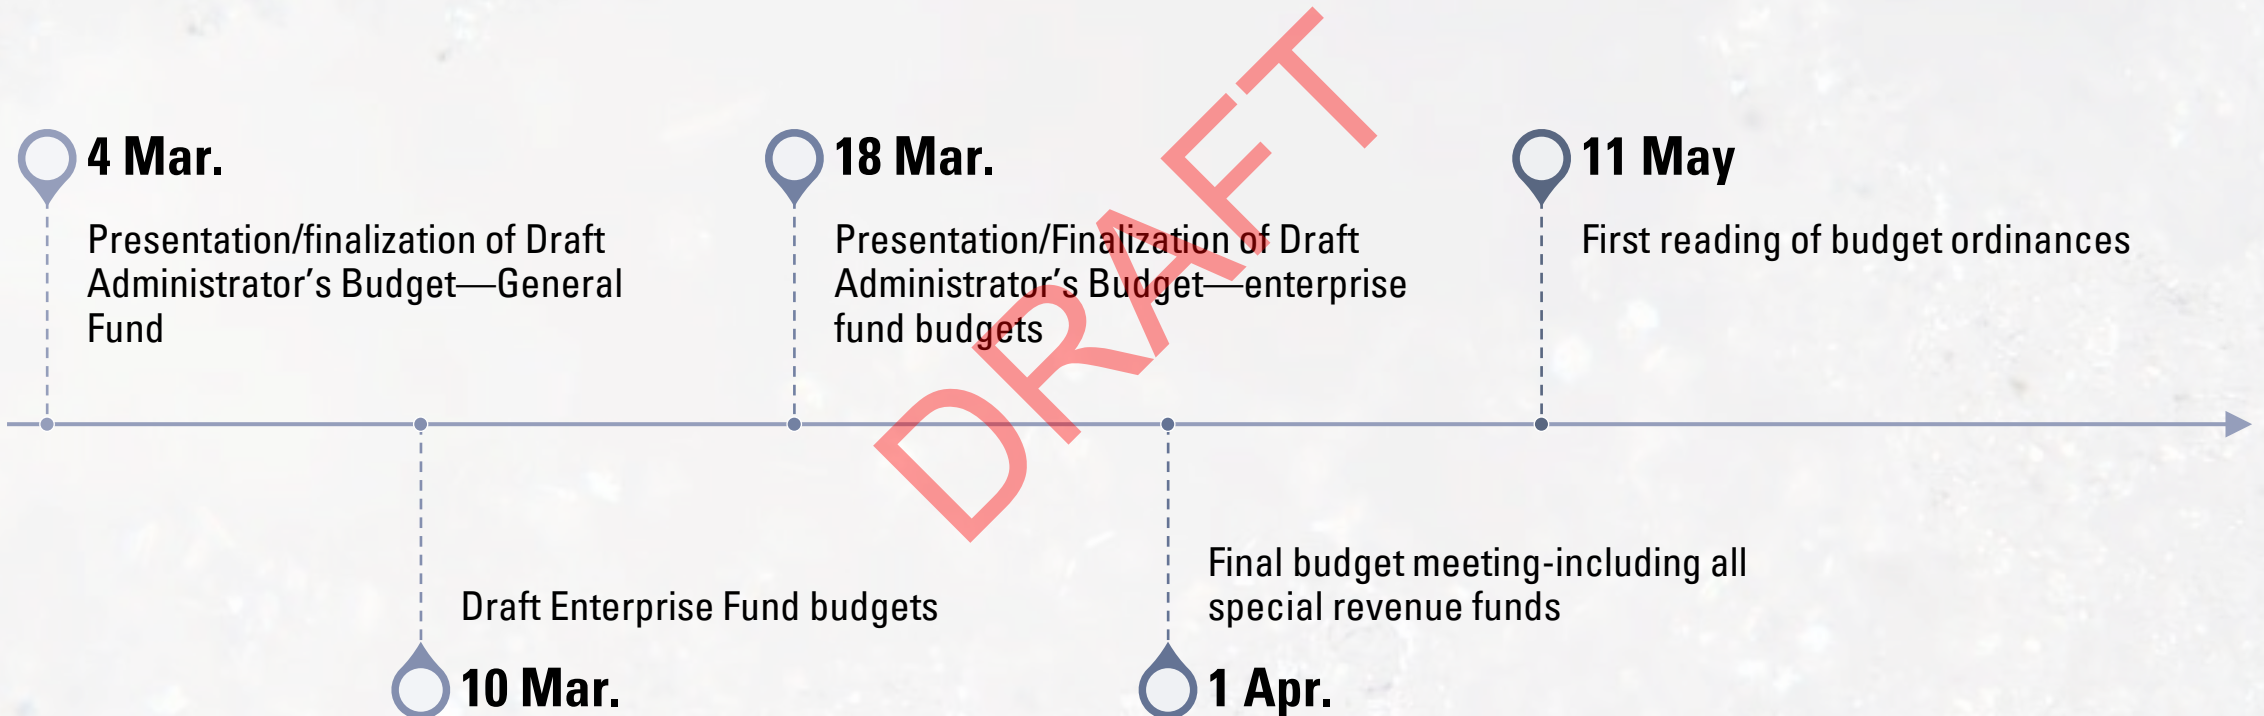 4 Mar.
Presentation/finalization of Draft
Administrator’s Budget—General
Fund
18 Mar.
Presentation/Finalization of Draft
Administrator’s Budget—enterprise
fund budgets
11 May
First reading of budget ordinances
DRAFT
Draft Enterprise Fund budgets
10 Mar.
Final budget meeting-including all
special revenue funds
1 Apr.